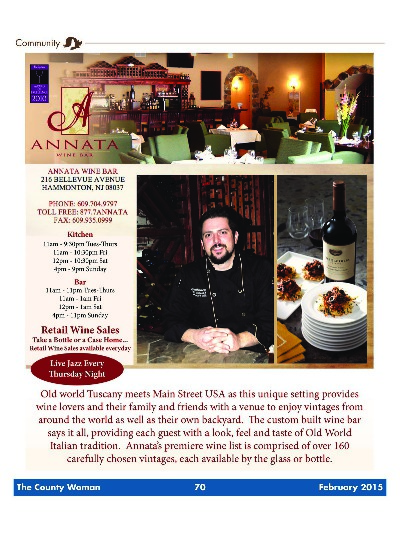 Community
2010
A
ANNATA
WINE BAR
ANNATA WINE BAR
216 BELLEVUE AVENUE
HAMMONTON, NJ 08037
PHONE: 609.704.9797
TOLL FREE: 877.7ANNATA
FAX: 609.935.0999
Kitchen
11am - 9:30pm Tues-Thurs
11am - 10:30pm Fri
12pm - 10:30pm Sat
4pm - 9pm Sunday
Bar
11am - 11pm Tues-Thurs
11am - 1am Fri
12pm - 1am Sat
4pm - 11pm Sunday
Retail Wine Sales
Take a Bottle or a Case Home...
Retail Wine Sales available everyday
Live Jazz Every
Thursday Night
Old world Tuscany meets Main Street USA as this unique setting provides
wine lovers and their family and friends with a venue to enjoy vintages from
around the world as well as their own backyard. The custom built wine bar
says it all, providing each guest with a look, feel and taste of Old World
Italian tradition. Annata's premiere wine list is comprised of over 160
carefully chosen vintages, each available by the glass or bottle.
The County Woman 70 February 2015